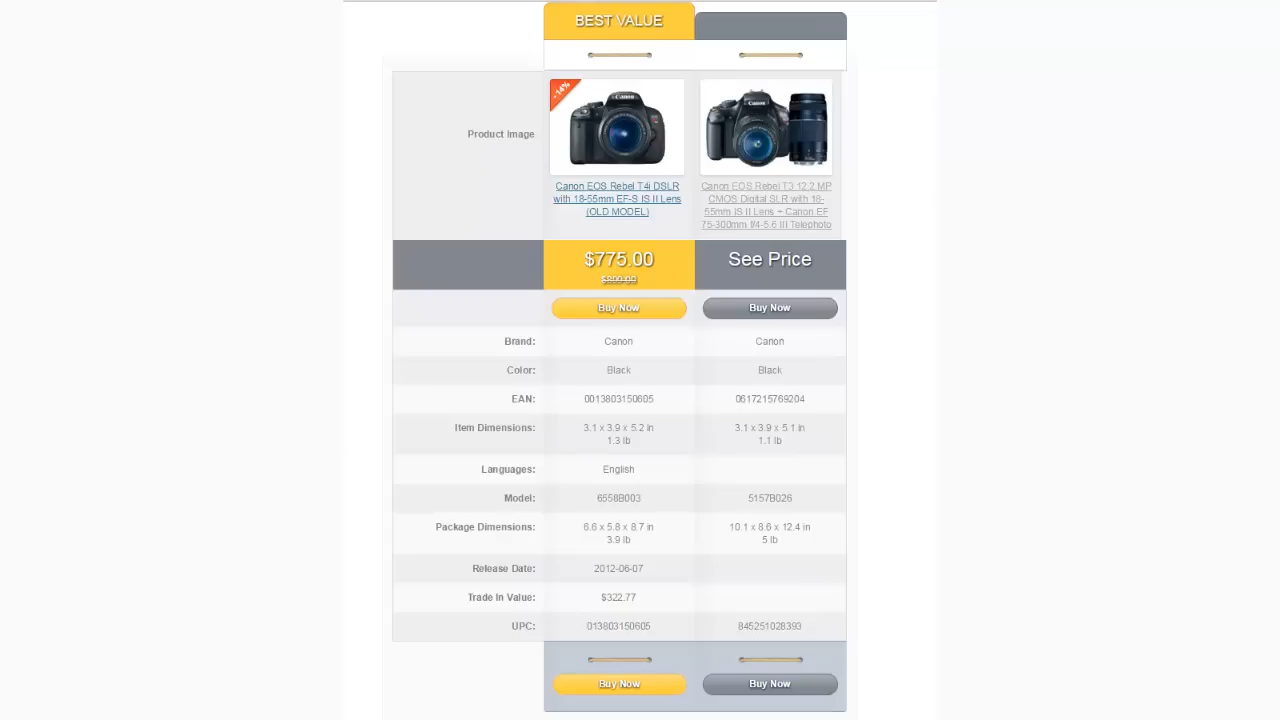 BEST VALUE
-14%
Canon
Canon
Product Image
Canon EOS Rebel T4i DSLR
with 18-55mm EF-S IS II Lens
(OLD MODEL)
Canon EOS Rebel T3 12.2 MP
CMOS Digital SLR with 18-
55mm IS II Lens + Canon EF
75-300mm f/4-5.6 III Telephoto
$775.00
See Price
Buy Now
Buy Now
Brand:
Canon
Canon
Color:
Black
Black
EAN:
0013803150605
0617215769204
Item Dimensions:
3.1 x 3.9 x 5.2 in
1.3 lb
3.1 x 3.9 x 5.1 in
1.1 lb
Languages:
English
Model:
6558B003
5157B026
Package Dimensions:
6.6 x 5.8 x 8.7 in
3.9 lb
10.1 x 8.6 x 12.4 in
5 lb
Release Date:
2012-06-07
Trade In Value:
$322.77
UPC:
013803150605
845251028393
Buy Now
Buy Now